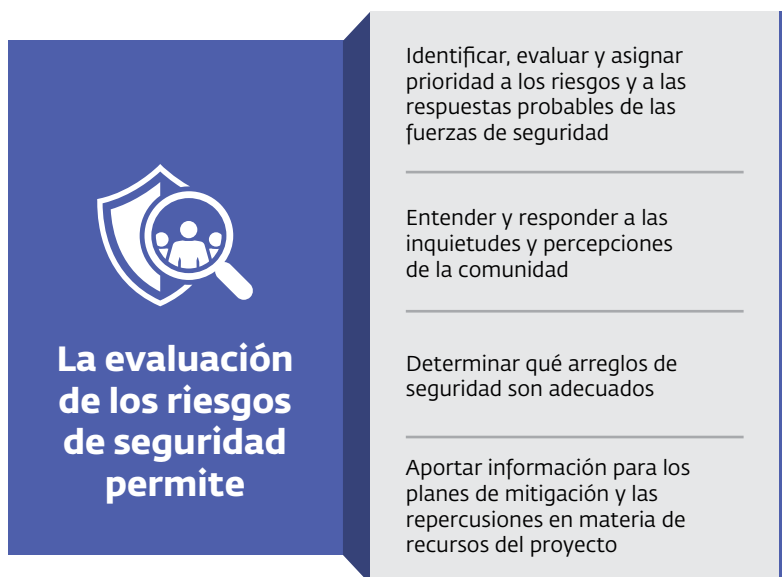 La evaluación
de los riesgos
de seguridad
permite
Identificar, evaluar y asignar
prioridad a los riesgos y a las
respuestas probables de las
fuerzas de seguridad
Entender y responder a las
inquietudes y percepciones
de la comunidad
Determinar qué arreglos de
seguridad son adecuados
Aportar información para los
planes de mitigación y las
repercusiones en materia de
recursos del proyecto